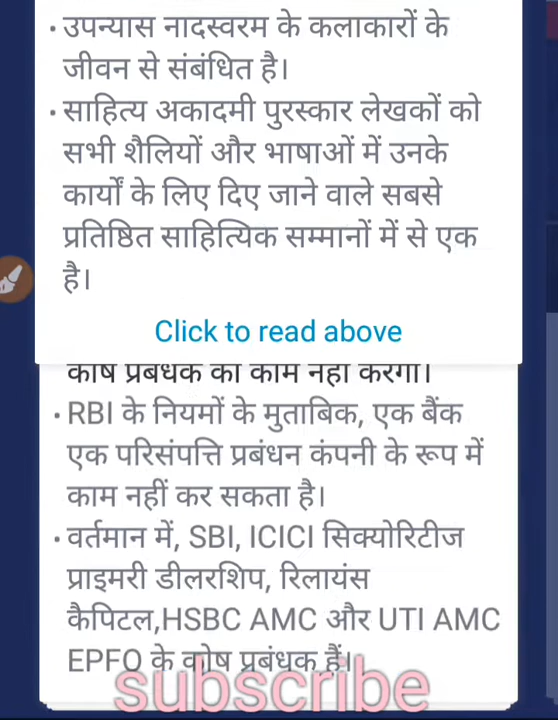 • उपन्यास नादस्वरम के कलाकारों के
जीवन से संबंधित है।
• साहित्य अकादमी पुरस्कार लेखकों को
सभी शैलियों और भाषाओं में उनके
कार्यों के लिए दिए जाने वाले सबसे
प्रतिष्ठित साहित्यिक सम्मानों में से एक
है।
Click to read above
कोष प्रबंधक का काम नहीं करेगा।
• RBI के नियमों के मुताबिक, एक बैंक
एक परिसंपत्ति प्रबंधन कंपनी के रूप में
काम नहीं कर सकता है।
• वर्तमान में, SBI, ICICI सिक्योरिटीज
प्राइमरी डीलरशिप, रिलायंस
कैपिटल,HSBC AMC और UTI AMC
EPFO के कोष प्रबंधक हैं।
subscribe